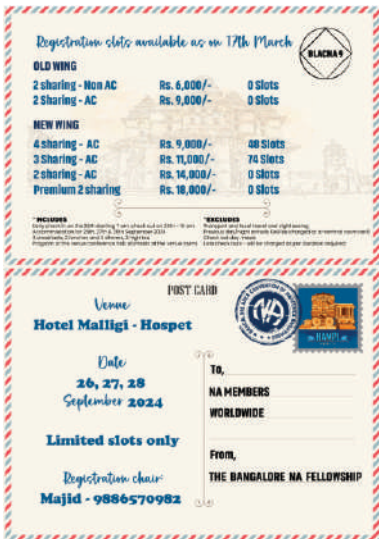 Registration slots available as on 17th March
BLACNA 9
OLD WING
2 sharing - Non AC Rs. 6,000/- 0 Slots
2 Sharing - AC Rs. 9,000/- 0 Slots
NEW WING
4 sharing - AC Rs. 9,000/- 48 Slots
3 Sharing - AC Rs. 11,000/- 74 Slots
2 sharing - AC Rs. 14,000/- 0 Slots
Premium 2 sharing Rs. 18,000/- 0 Slots
*INCLUDES
*EXCLUDES
POST CARD
Venue
Hotel Malligi - Hospet
NA
HAMPI
Date
26, 27, 28
September 2024
Limited slots only
Registration chair
Majid - 9886570982
To,
NA MEMBERS
WORLDWIDE
From,
THE BANGALORE NA FELLOWSHIP